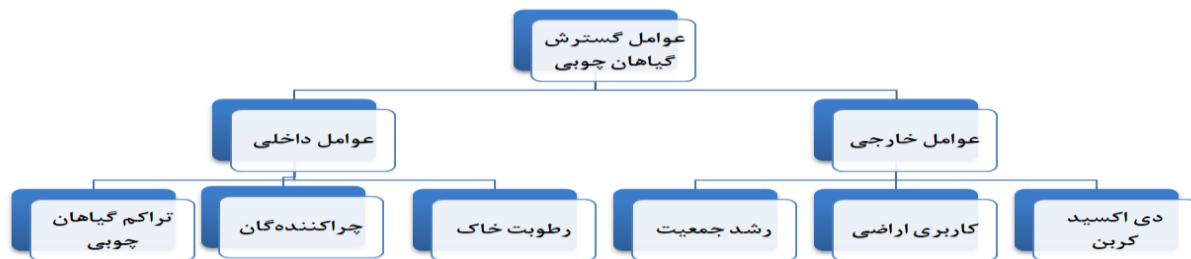 عوامل گسترش
گیاهان چوبی
عوامل خارجی
عوامل داخلی
دی اکسید
کربن
کاربری اراضی
رشد جمعیت
رطوبت خاک
چراکننده‌گان
تراکم گیاهان
چوبی